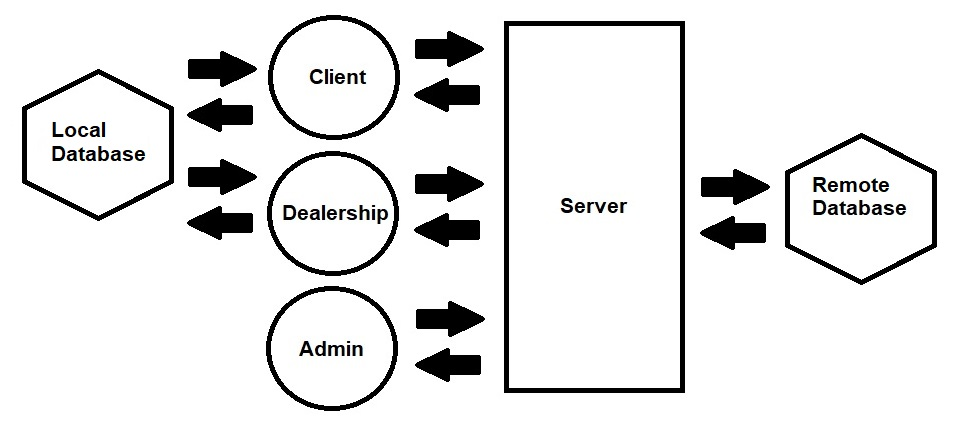 Local
Database
Client
Dealership
Admin
Server
Remote
Database